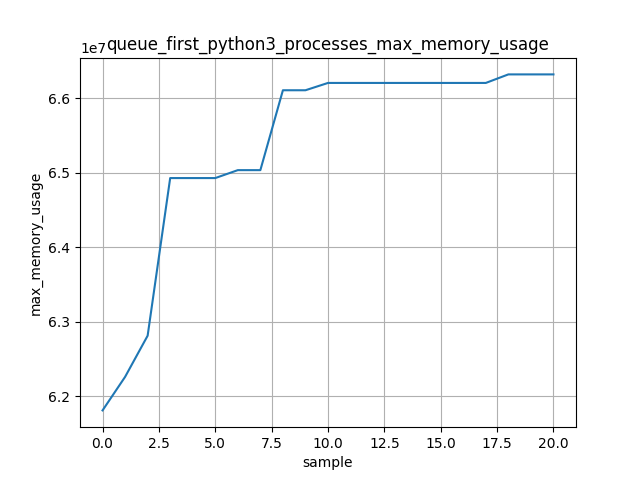 queue_first_python3_processes_max_memory_usage
1e7
6.6
6.5
6.4
6.3
6.2
max_memory_usage
0.0 2.5 5.0 7.5 10.0 12.5 15.0 17.5 20.0
sample